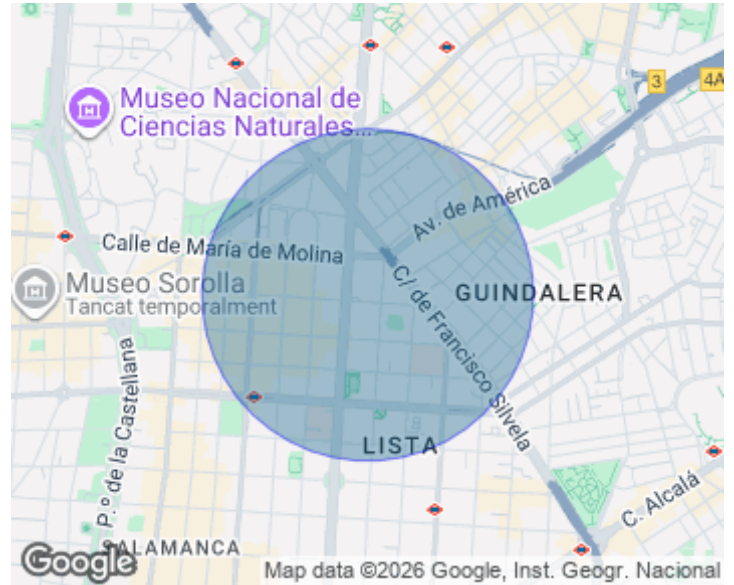 3
4A
Museo Nacional de
Ciencias Naturales...
Av. de América
Calle de María de Molina
Museo Sorolla
Tancat temporalment
GUINDALERA
C/ de Francisco Silvela
LISTA
P.º de la Castellana
C. Alcalá
SALAMANCA
Google
Map data ©2026 Google, Inst. Geogr. Nacional